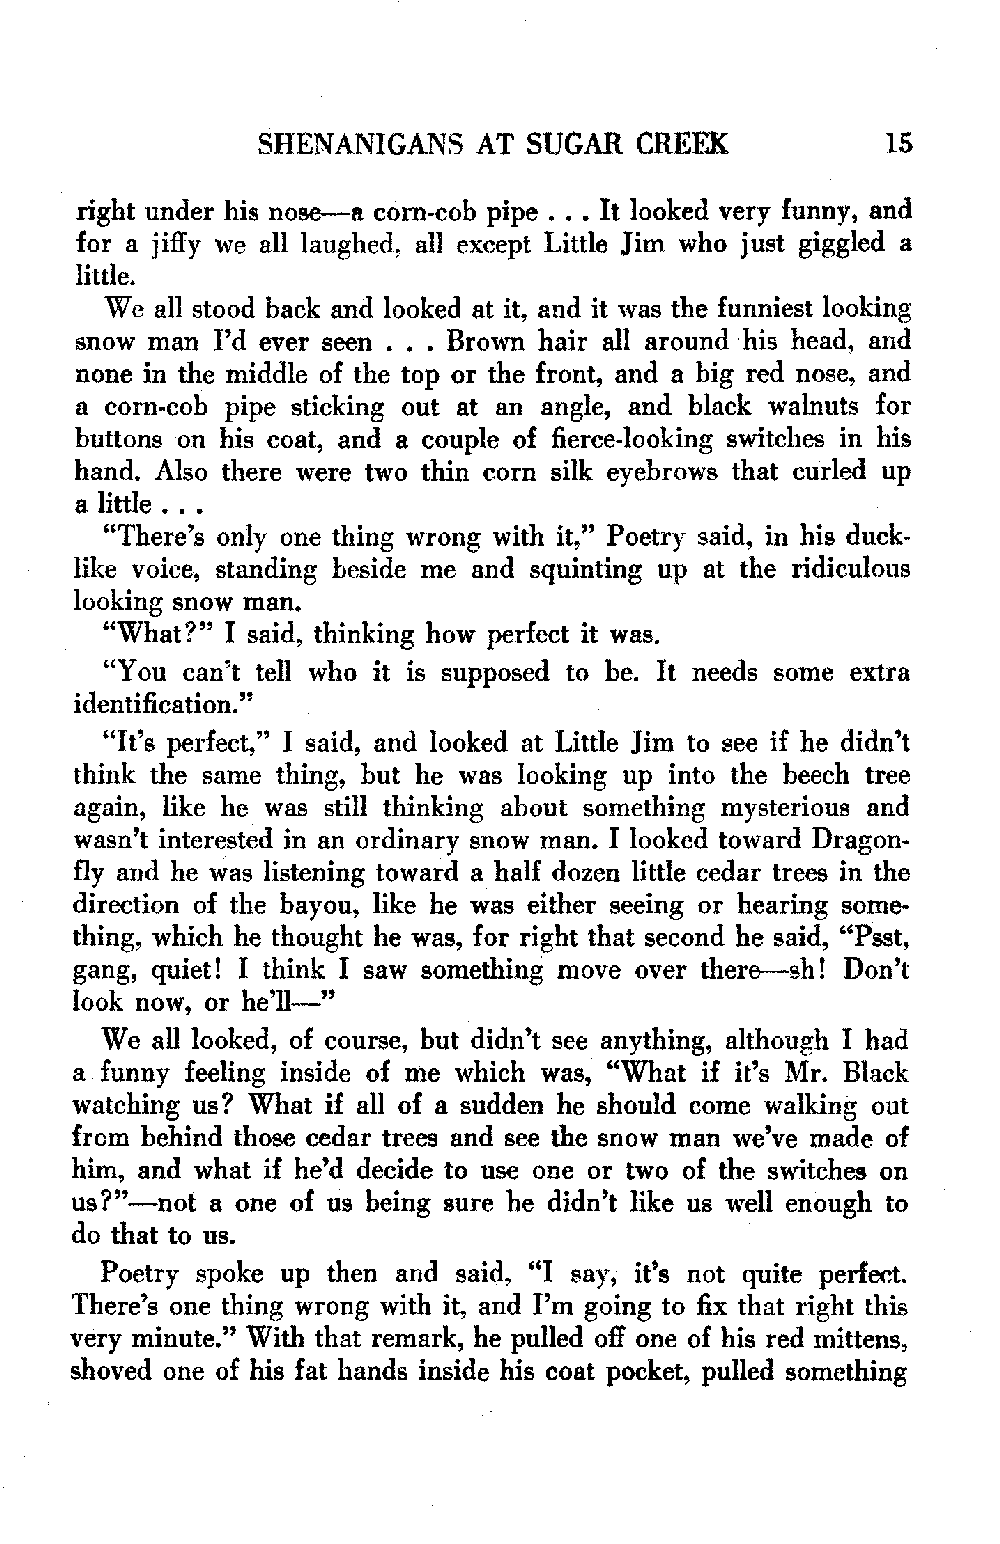 SHENANIGANS AT SUGAR CREEK 15
right under his nose—a corn-cob pipe . . . It looked very funny, and
for a jiffy we all laughed, all except Little Jim who just giggled a
little.
We all stood back and looked at it, and it was the funniest looking
snow man I'd ever seen . . . Brown hair all around his head, and
none in the middle of the top or the front, and a big red nose, and
a corn-cob pipe sticking out at an angle, and black walnuts for
buttons on his coat, and a couple of fierce-looking switches in his
hand. Also there were two thin corn silk eyebrows that curled up
a little . . .
“There's only one thing wrong with it,” Poetry said, in his duck-
like voice, standing beside me and squinting up at the ridiculous
looking snow man.
“What?” I said, thinking how perfect it was.
“You can't tell who it is supposed to be. It needs some extra
identification.”
“It's perfect,” I said, and looked at Little Jim to see if he didn't
think the same thing, but he was looking up into the beech tree
again, like he was still thinking about something mysterious and
wasn't interested in an ordinary snow man. I looked toward Dragon-
fly and he was listening toward a half dozen little cedar trees in the
direction of the bayou, like he was either seeing or hearing some-
thing, which he thought he was, for right that second he said, “Psst,
gang, quiet! I think I saw something move over there—sh! Don't
look now, or he'll—”
We all looked, of course, but didn't see anything, although I had
a funny feeling inside of me which was, “What if it's Mr. Black
watching us? What if all of a sudden he should come walking out
from behind those cedar trees and see the snow man we've made of
him, and what if he'd decide to use one or two of the switches on
us?”—not a one of us being sure he didn't like us well enough to
do that to us.
Poetry spoke up then and said, “I say, it's not quite perfect.
There's one thing wrong with it, and I'm going to fix that right this
very minute.” With that remark, he pulled off one of his red mittens,
shoved one of his fat hands inside his coat pocket, pulled something